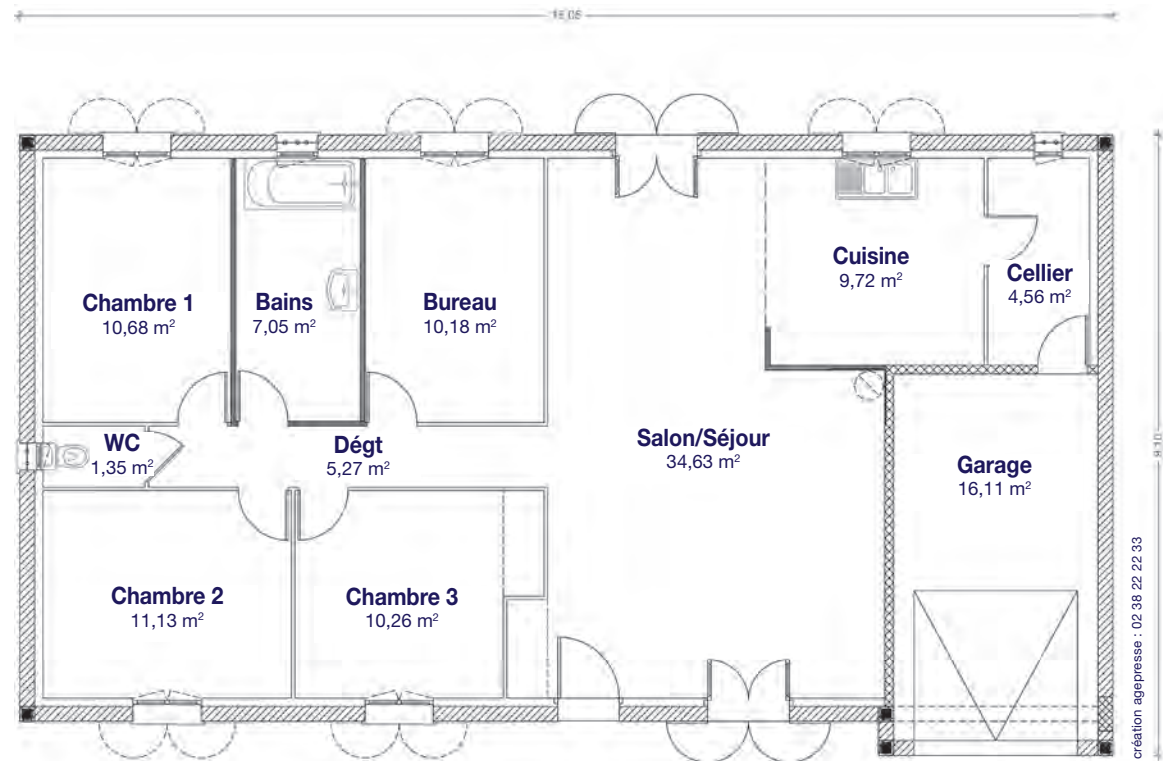 Chambre 1
10,68 m²
Bains
7,05 m²
Bureau
10,18 m²
Cuisine
9,72 m²
Cellier
4,56 m²
WC
1,35 m²
Dégt
5,27 m²
Salon/Séjour
34,63 m²
Garage
16,11 m²
Chambre 2
11,13 m²
Chambre 3
10,26 m²
création agepresse : 02 38 22 22 33